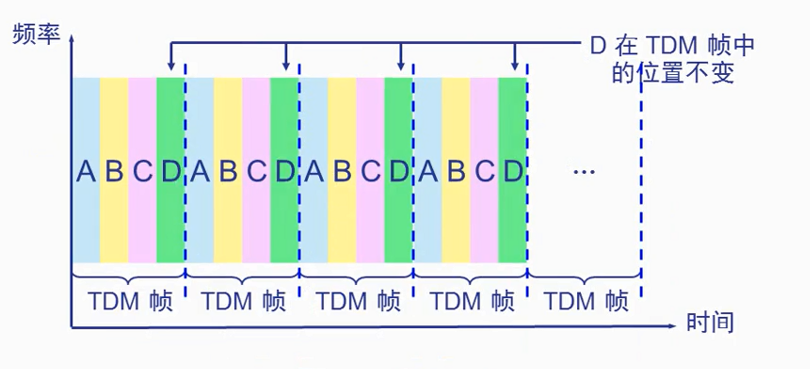 频率
D 在 TDM 帧中
的位置不变
A B C D A B C D A B C D A B C D ...
TDM 帧 TDM 帧 TDM 帧 TDM 帧 TDM 帧
时间